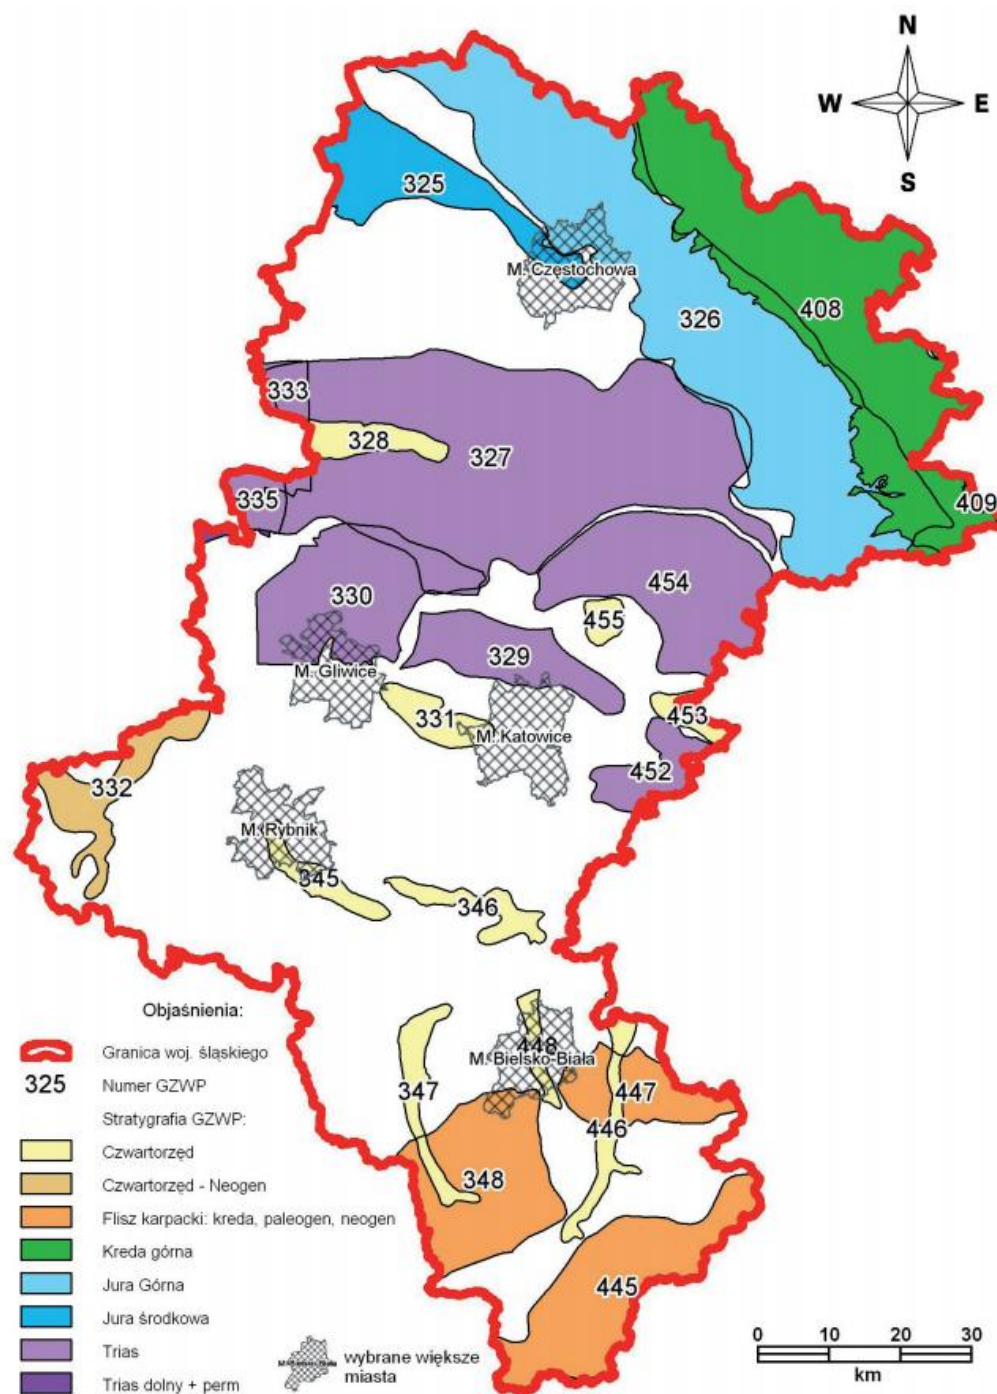 N
W E
S
325
M. Częstochowa
408
326
333
328
327
335
409
330
454
455
329
M. Gliwice
331
453
M. Katowice
452
332
M. Rybnik
345
346
448
M. Bielsko-Biała
347
447
446
348
445
Objaśnienia:
Granica woj. śląskiego
325 Numer GZWP
Stratygrafia GZWP:
Czwartorzęd
Czwartorzęd - Neogen
Flisz karpacki: kreda, paleogen, neogen
Kreda górna
Jura Górna
Jura środkowa
Trias
Trias dolny + perm
M. Bielsko-Biała
wybrane większe
miasta
0 10 20 30
km